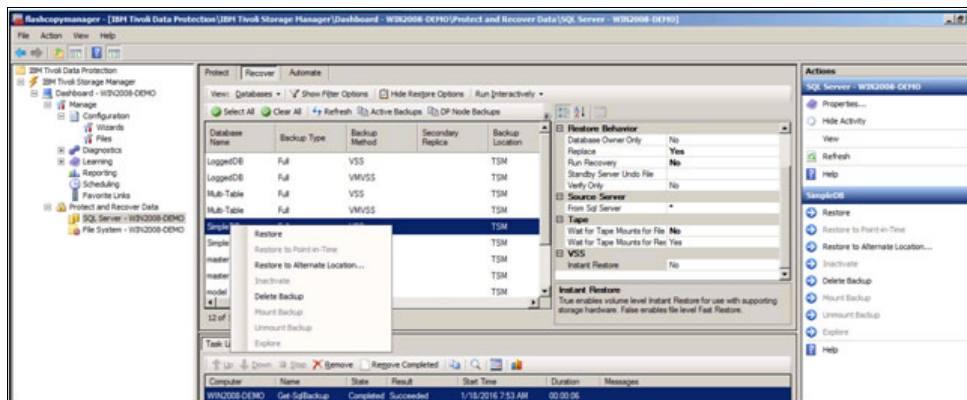 flashcopymanager - [IBM Tivoli Data Protection\IBM Tivoli Storage Manager\Dashboard - WIN2008-DEMO\Protect and Recover Data\SQL Server - WIN2008-DEMO]
File Action View Help
IBM Tivoli Data Protection
IBM Tivoli Storage Manager
Dashboard - WIN2008-DEMO
Manage
Configuration
Wizards
Files
Diagnostics
Learning
Reporting
Scheduling
Favorite Links
Protect and Recover Data
SQL Server - WIN2008-DEMO
File System - WIN2008-DEMO
Protect Recover Automate
View: Databases Show Filter Options Hide Restore Options Run Interactively
Select All Clear All Refresh Active Backups DP Node Backups
Database Name Backup Type Backup Method Secondary Replica Backup Location
LoggedDB Full VSS TSM
LoggedDB Full VMVSS TSM
Multi-Table Full VSS TSM
Multi-Table Full VMVSS TSM
TSM
Simple TSM
master TSM
master TSM
model TSM
12 of
Restore
Restore to Point-in-Time
Restore to Alternate Location...
Inactivate
Delete Backup
Mount Backup
Unmount Backup
Explore
Restore Behavior
Database Owner Only No
Replace Yes
Run Recovery No
Standby Server Undo File
Verify Only No
Source Server
From Sql Server *
Tape
Wait for Tape Mounts for File No
Wait for Tape Mounts for Res Yes
VSS
Instant Restore No
Instant Restore
True enables volume level Instant Restore for use with supporting
storage hardware. False enables file level Fast Restore.
Task Li
Up Down Stop Remove Remove Completed
Computer Name State Result Start Time Duration Messages
WIN2008-DEMO Get-SqlBackup Completed Succeeded 1/18/2016 7:53 AM 00:00:06
Actions
SQL Server - WIN2008-DEMO
Properties...
Hide Activity
View
Refresh
Help
SimpleDB
Restore
Restore to Point-in-Time
Restore to Alternate Location...
Inactivate
Delete Backup
Mount Backup
Unmount Backup
Explore
Help